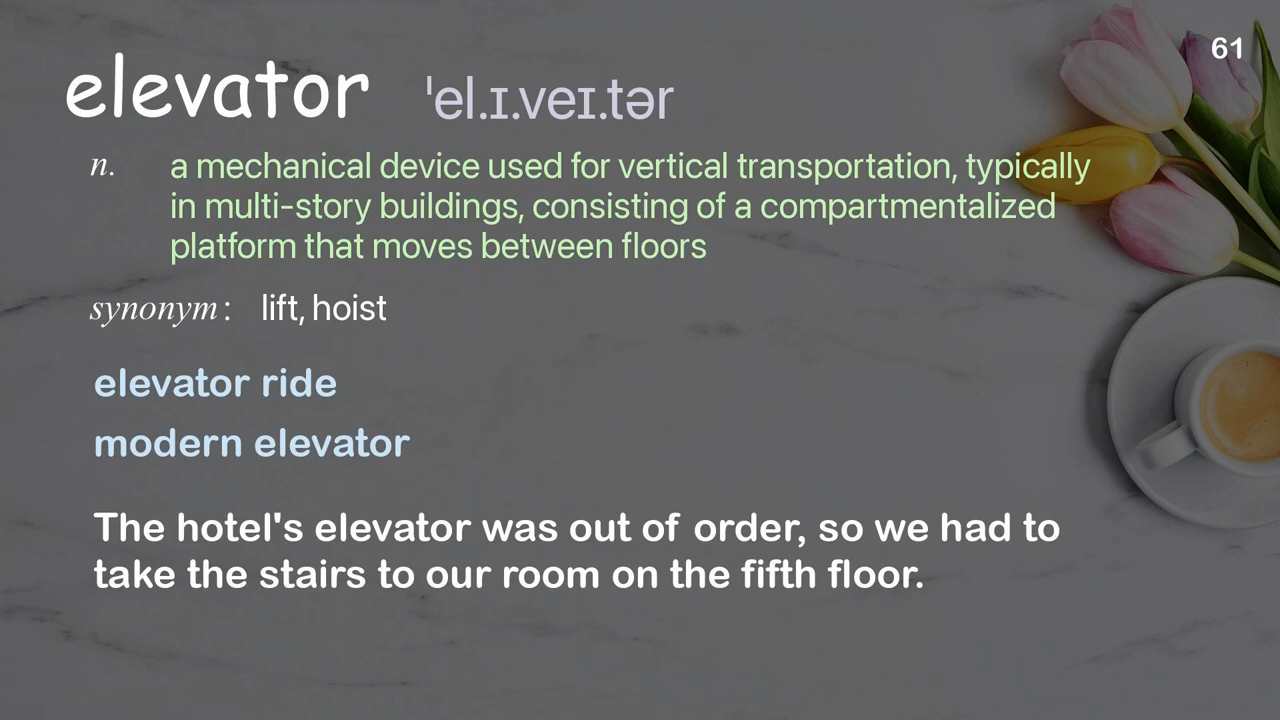 61
elevator ˈel.ɪ.veɪ.tər
n. a mechanical device used for vertical transportation, typically
in multi-story buildings, consisting of a compartmentalized
platform that moves between floors
synonym: lift, hoist
elevator ride
modern elevator
The hotel's elevator was out of order, so we had to
take the stairs to our room on the fifth floor.